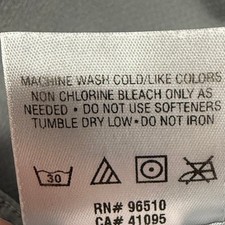 MACHINE WASH COLD/LIKE COLORS
NON CHLORINE BLEACH ONLY AS
NEEDED • DO NOT USE SOFTENERS
TUMBLE DRY LOW • DO NOT IRON
30
RN# 96510
CA# 41095